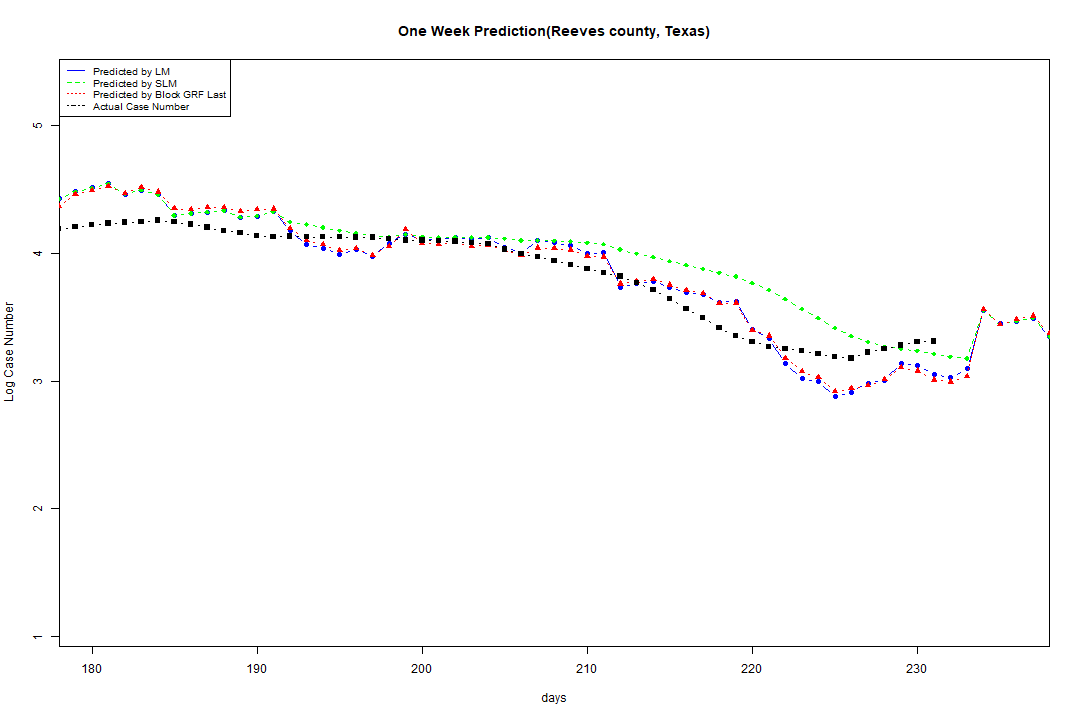 One Week Prediction(Reeves county, Texas)
Predicted by LM
Predicted by SLM
Predicted by Block GRF Last
Actual Case Number
5
4
3
2
1
Log Case Number
180 190 200 210 220 230
days